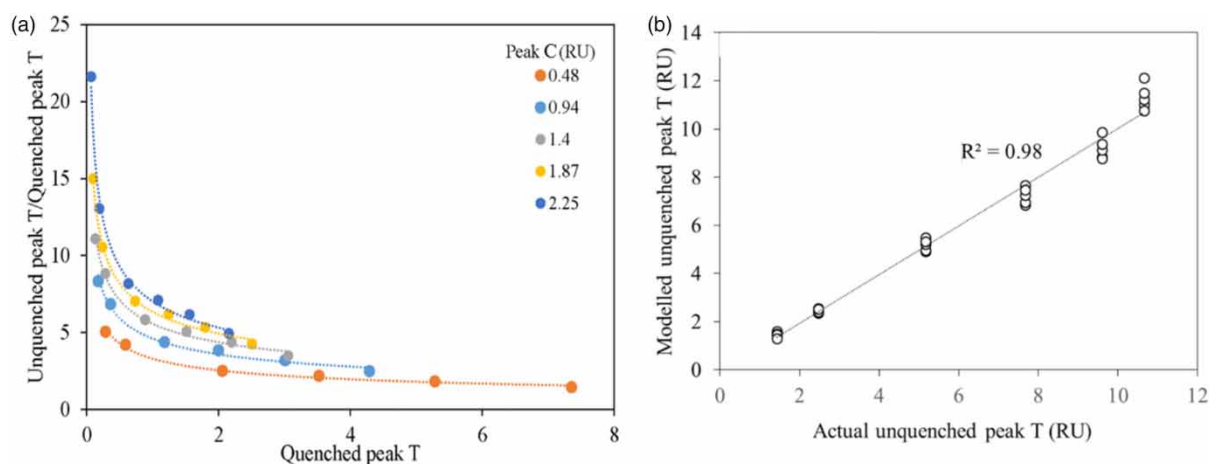 (a)
Unquenched peak T/Quenched peak T
25
20
15
10
5
0
0 2 4 6 8
Quenched peak T
Peak C (RU)
0.48
0.94
1.4
1.87
2.25
(b)
Modelled unquenched peak T (RU)
14
12
10
8
6
4
2
0
0 2 4 6 8 10 12
Actual unquenched peak T (RU)
R² = 0.98